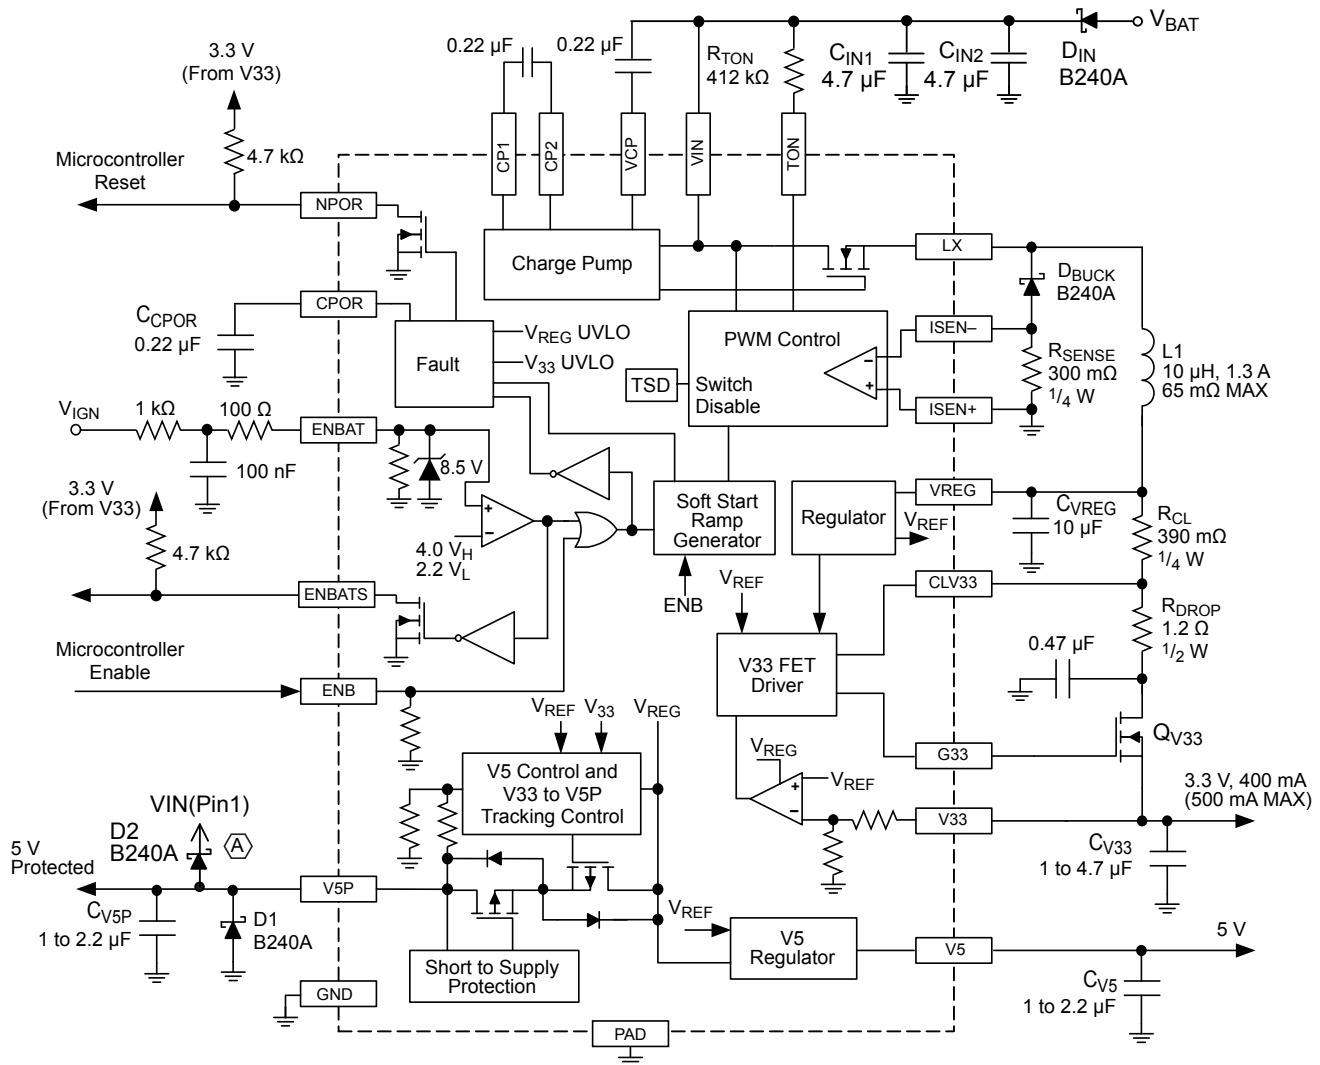 V_BAT
0.22 µF
0.22 µF
R_TON
412 kΩ
C_IN1
4.7 µF
C_IN2
4.7 µF
D_IN
B240A
3.3 V
(From V33)
4.7 kΩ
Microcontroller
Reset
CP1
CP2
VCP
VIN
TON
NPOR
Charge Pump
LX
D_BUCK
B240A
CPOR
C_CPOR
0.22 µF
Fault
V_REG UVLO
V_33 UVLO
PWM Control
TSD
Switch
Disable
–
+
ISEN–
ISEN+
R_SENSE
300 mΩ
1/4 W
L1
10 µH, 1.3 A
65 mΩ MAX
V_IGN
1 kΩ
100 Ω
ENBAT
100 nF
8.5 V
3.3 V
(From V33)
4.7 kΩ
+
–
4.0 V_H
2.2 V_L
Soft Start
Ramp
Generator
ENB
Regulator
V_REF
VREG
C_VREG
10 µF
R_CL
390 mΩ
1/4 W
CLV33
V_REF
ENBATS
R_DROP
1.2 Ω
1/2 W
0.47 µF
Microcontroller
Enable
ENB
V33 FET
Driver
G33
Q_V33
V_REF
V_33
V_REG
V_REG
V_REF
+
–
V5 Control and
V33 to V5P
Tracking Control
V33
3.3 V, 400 mA
(500 mA MAX)
C_V33
1 to 4.7 µF
VIN(Pin1)
D2
B240A
A
5 V
Protected
V5P
C_V5P
1 to 2.2 µF
D1
B240A
V_REF
V5
Regulator
V5
5 V
C_V5
1 to 2.2 µF
Short to Supply
Protection
GND
PAD